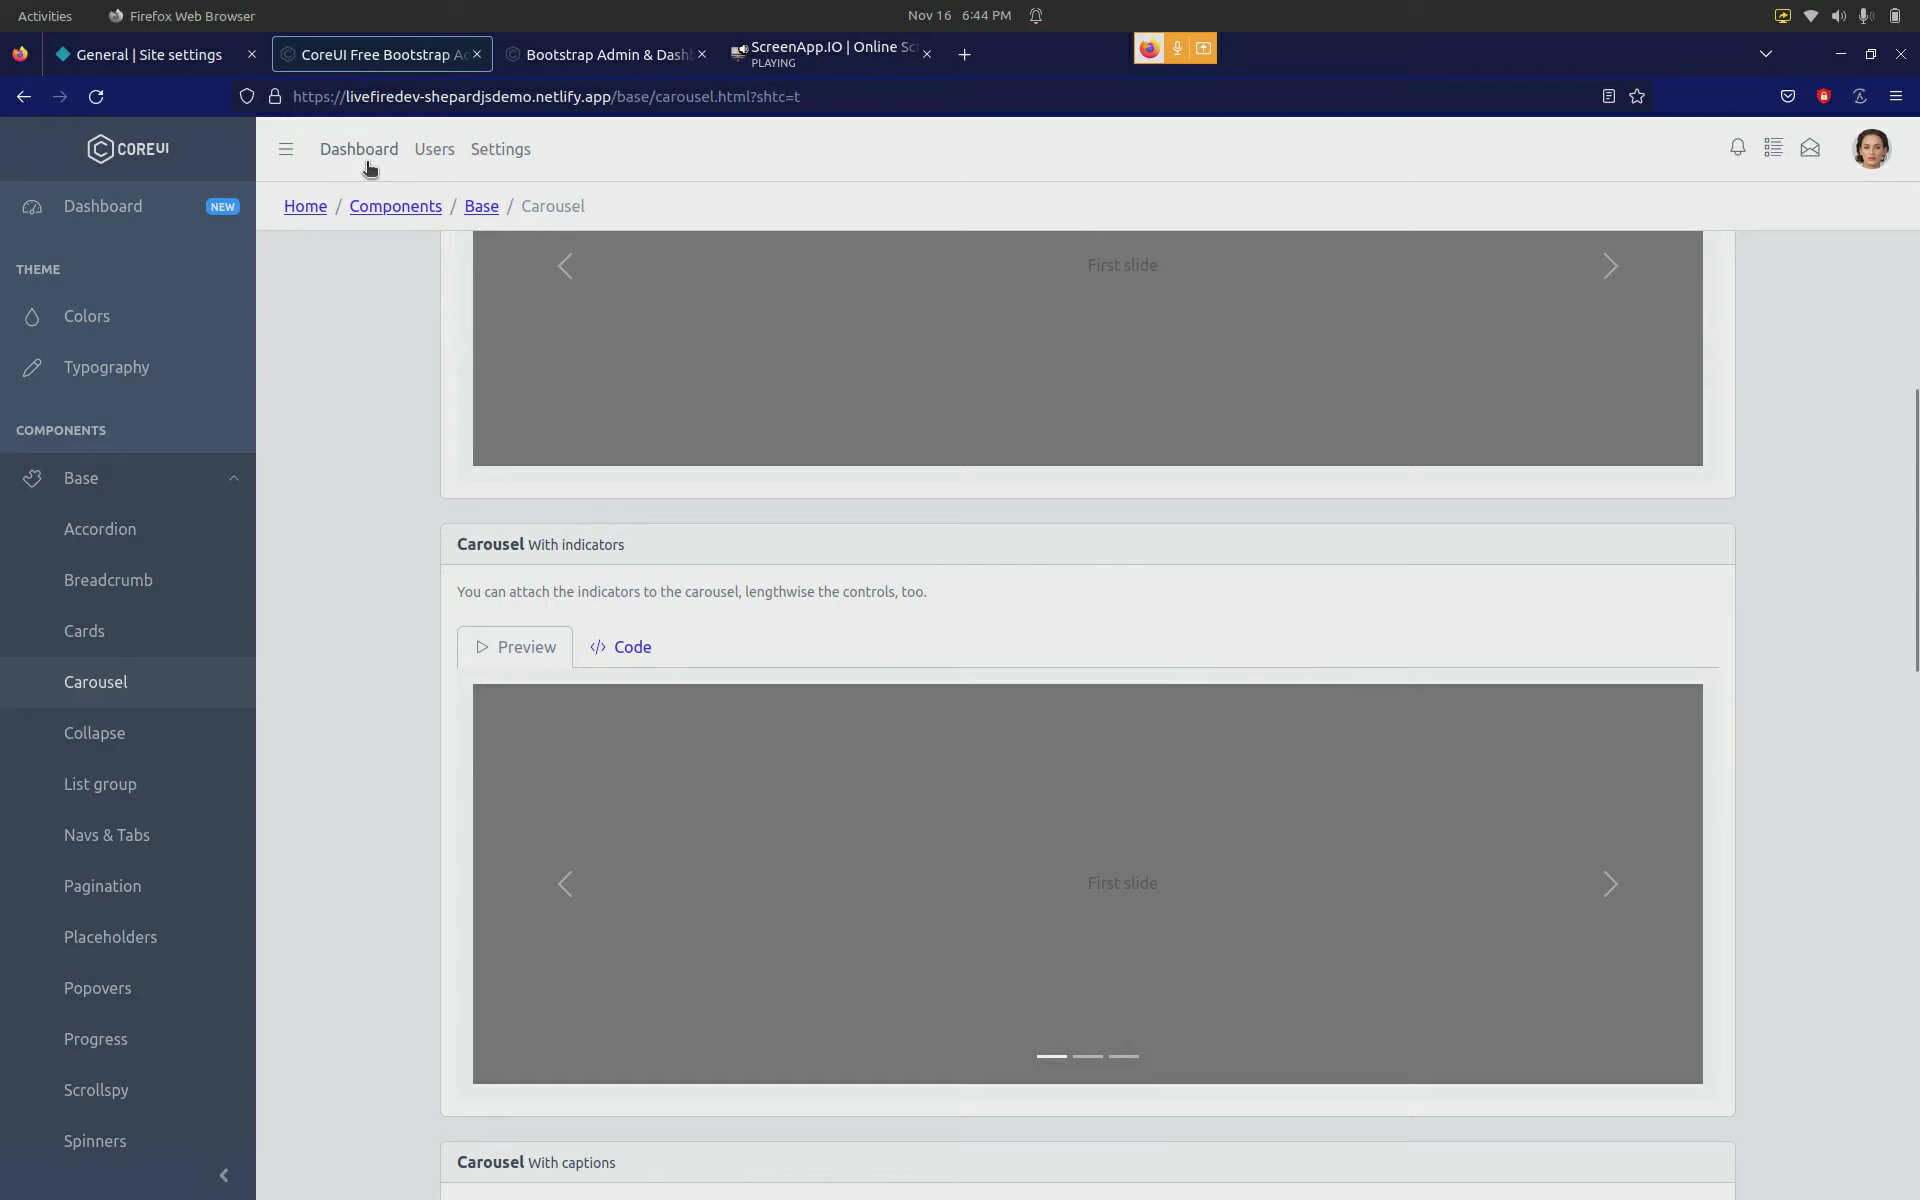 Activities
Firefox Web Browser
Nov 16 6:44 PM
General | Site settings
CoreUI Free Bootstrap Ac
Bootstrap Admin & Dash
ScreenApp.IO | Online Scr
PLAYING
https://livefiredev-shepardjsdemo.netlify.app/base/carousel.html?shtc=t
COREUI
Dashboard Users Settings
Home / Components / Base / Carousel
Dashboard NEW
THEME
Colors
Typography
COMPONENTS
Base
Accordion
Breadcrumb
Cards
Carousel
Collapse
List group
Navs & Tabs
Pagination
Placeholders
Popovers
Progress
Scrollspy
Spinners
First slide
Carousel With indicators
You can attach the indicators to the carousel, lengthwise the controls, too.
Preview
</> Code
First slide
Carousel With captions